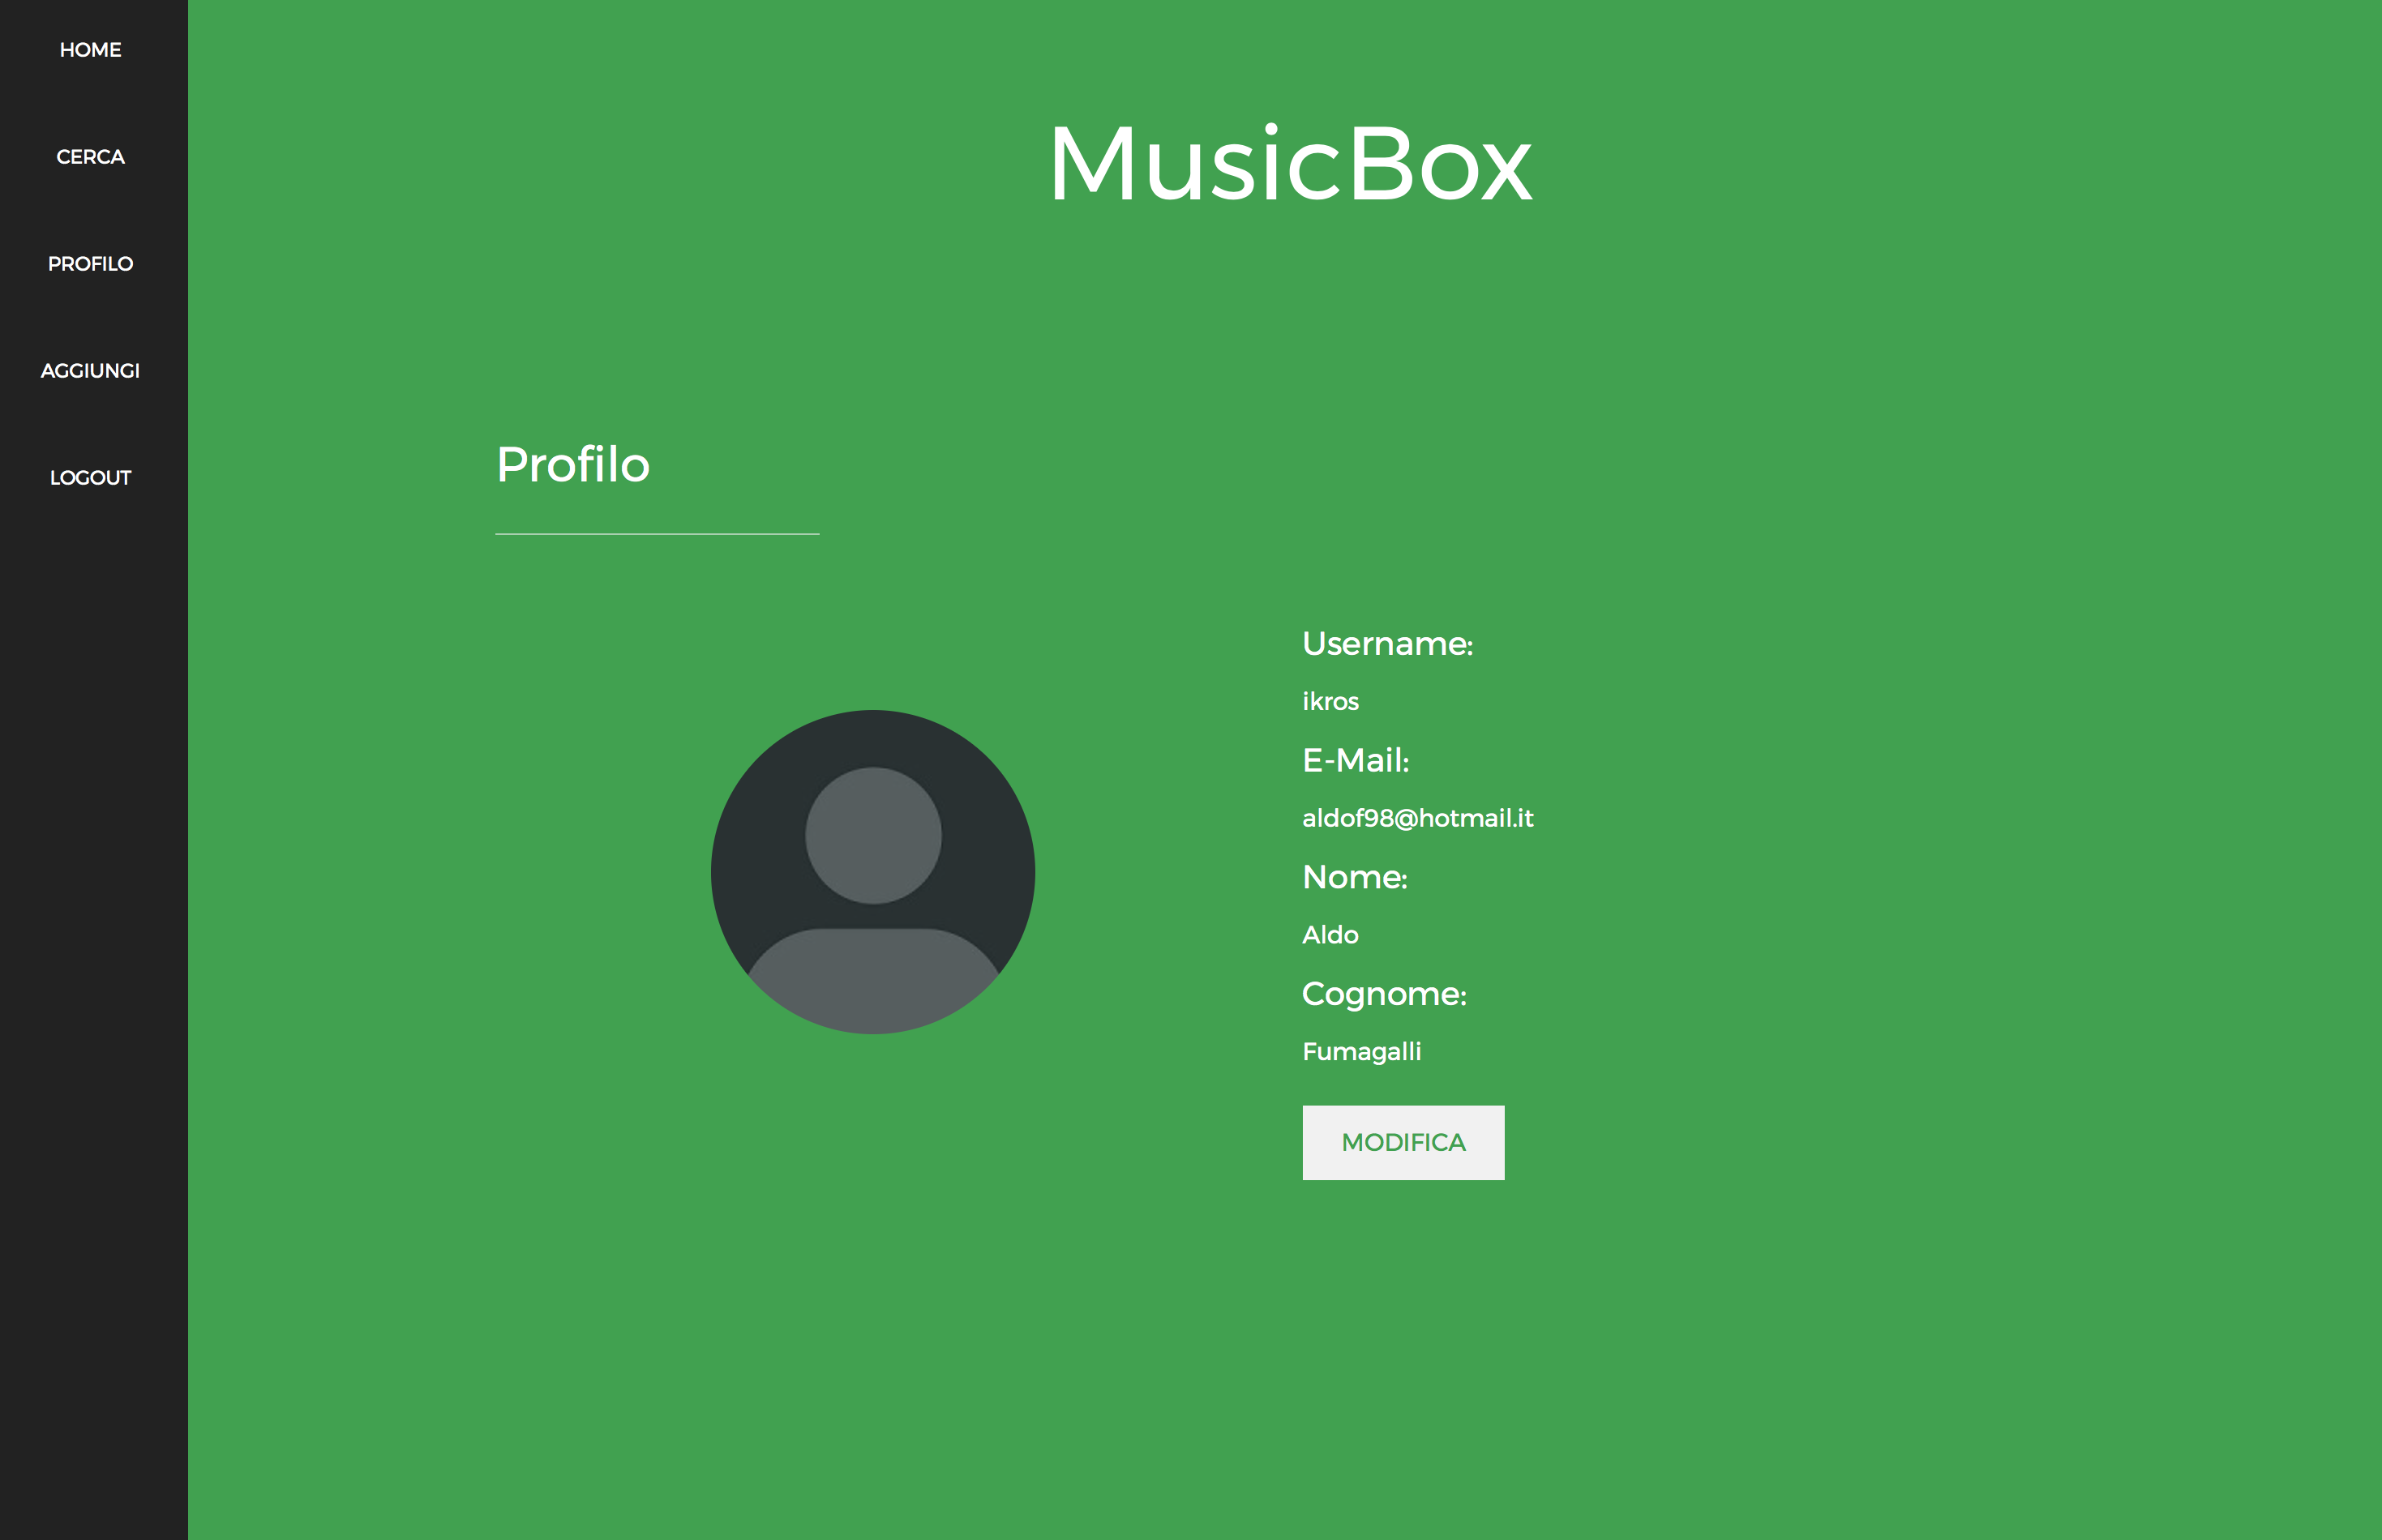 HOME
CERCA
PROFILO
AGGIUNGI
LOGOUT
MusicBox
Profilo
Username:
ikros
E-Mail:
aldof98@hotmail.it
Nome:
Aldo
Cognome:
Fumagalli
MODIFICA